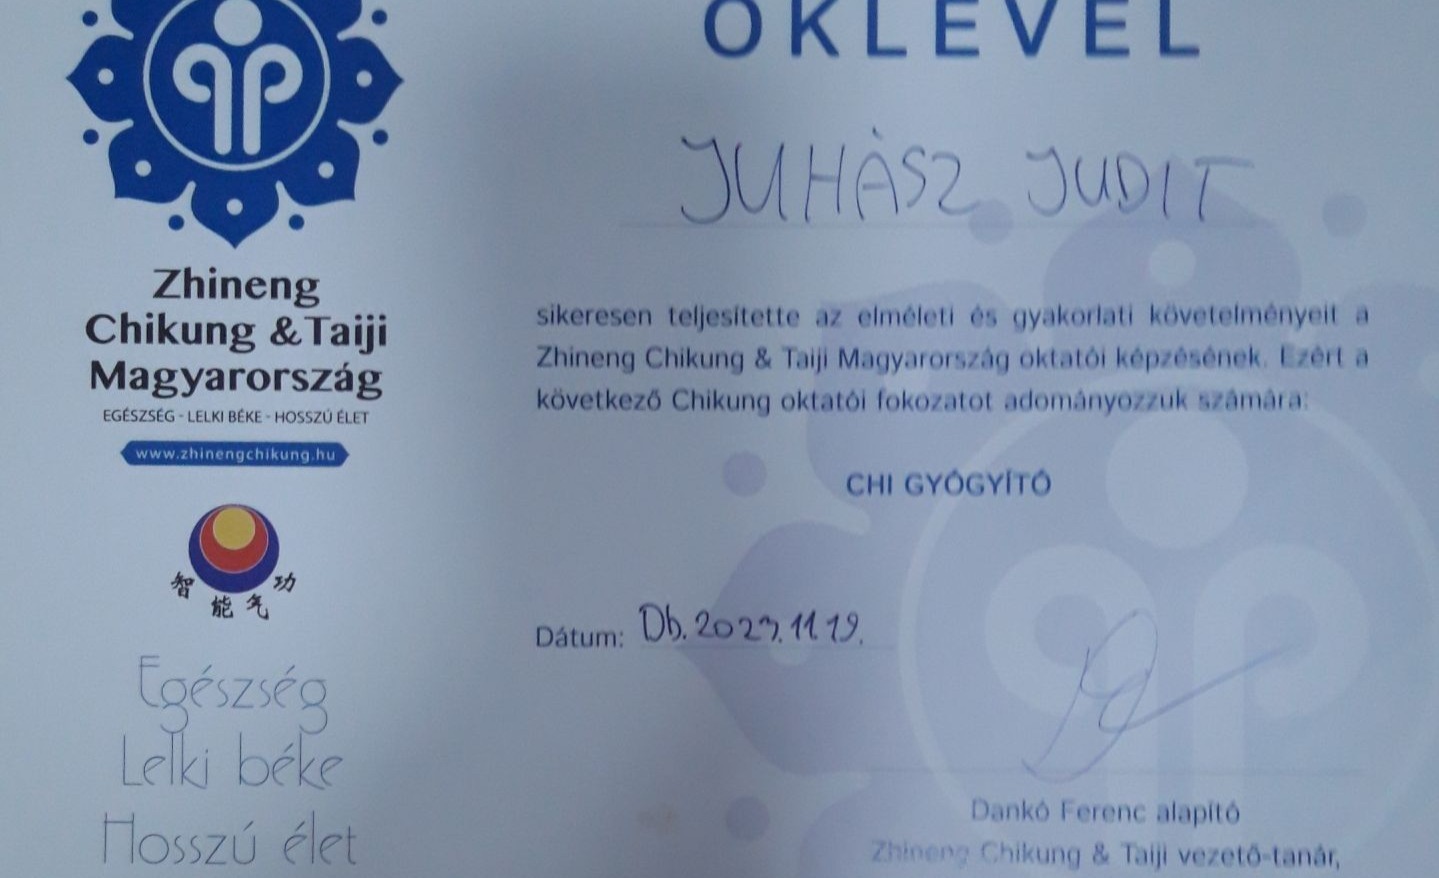 OKLEVÉL
JUHÁSZ JUDIT
sikeresen teljesítette az elméleti és gyakorlati követelményeit a
Zhineng Chikung & Taiji Magyarország oktatói képzésének. Ezért a
következő Chikung oktatói fokozatot adományozzuk számára:
CHI GYÓGYÍTÓ
Dátum: Db. 2023. 11 19.
Dankó Ferenc alapító
Zhineng Chikung & Taiji vezető-tanár,
Zhineng
Chikung & Taiji
Magyarország
EGÉSZSÉG - LELKI BÉKE - HOSSZÚ ÉLET
www.zhinengchikung.hu
智能气功
Egészség
Lelki béke
Hosszú élet